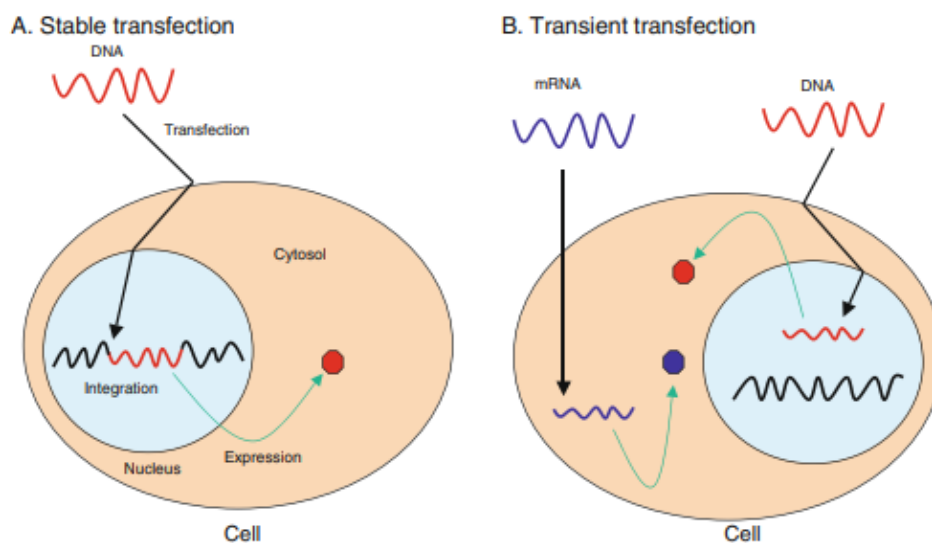 A. Stable transfection
DNA
Transfection
Cytosol
Integration
Nucleus
Expression
Cell
B. Transient transfection
mRNA
DNA
Cell